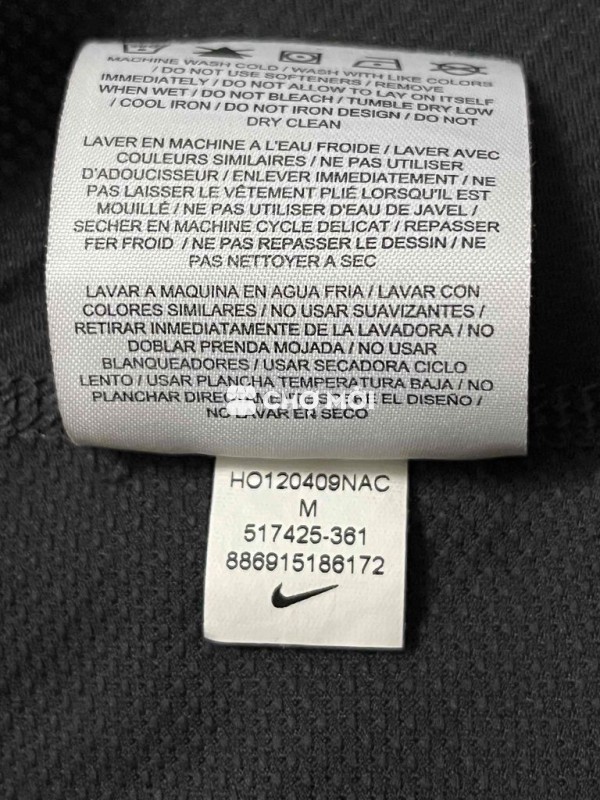 MACHINE WASH COLD / WASH WITH LIKE COLORS
/ DO NOT USE SOFTENERS / REMOVE
IMMEDIATELY / DO NOT ALLOW TO LAY ON ITSELF
WHEN WET / DO NOT BLEACH / TUMBLE DRY LOW
/ COOL IRON / DO NOT IRON DESIGN / DO NOT
DRY CLEAN
LAVER EN MACHINE A L'EAU FROIDE / LAVER AVEC
COULEURS SIMILAIRES / NE PAS UTILISER
D'ADOUCISSEUR / ENLEVER IMMEDIATEMENT / NE
PAS LAISSER LE VÊTEMENT PLIÉ LORSQU'IL EST
MOUILLÉ / NE PAS UTILISER D'EAU DE JAVEL /
SECHER EN MACHINE CYCLE DELICAT / REPASSER
FER FROID / NE PAS REPASSER LE DESSIN / NE
PAS NETTOYER A SEC
LAVAR A MAQUINA EN AGUA FRIA / LAVAR CON
COLORES SIMILARES / NO USAR SUAVIZANTES /
RETIRAR INMEDIATAMENTE DE LA LAVADORA / NO
DOBLAR PRENDA MOJADA / NO USAR
BLANQUEADORES / USAR SECADORA CICLO
LENTO / USAR PLANCHA TEMPERATURA BAJA / NO
PLANCHAR EL DISEÑO /
NO LAVAR EN SECO
CHỢ MỚI
HO120409NAC
M
517425-361
886915186172